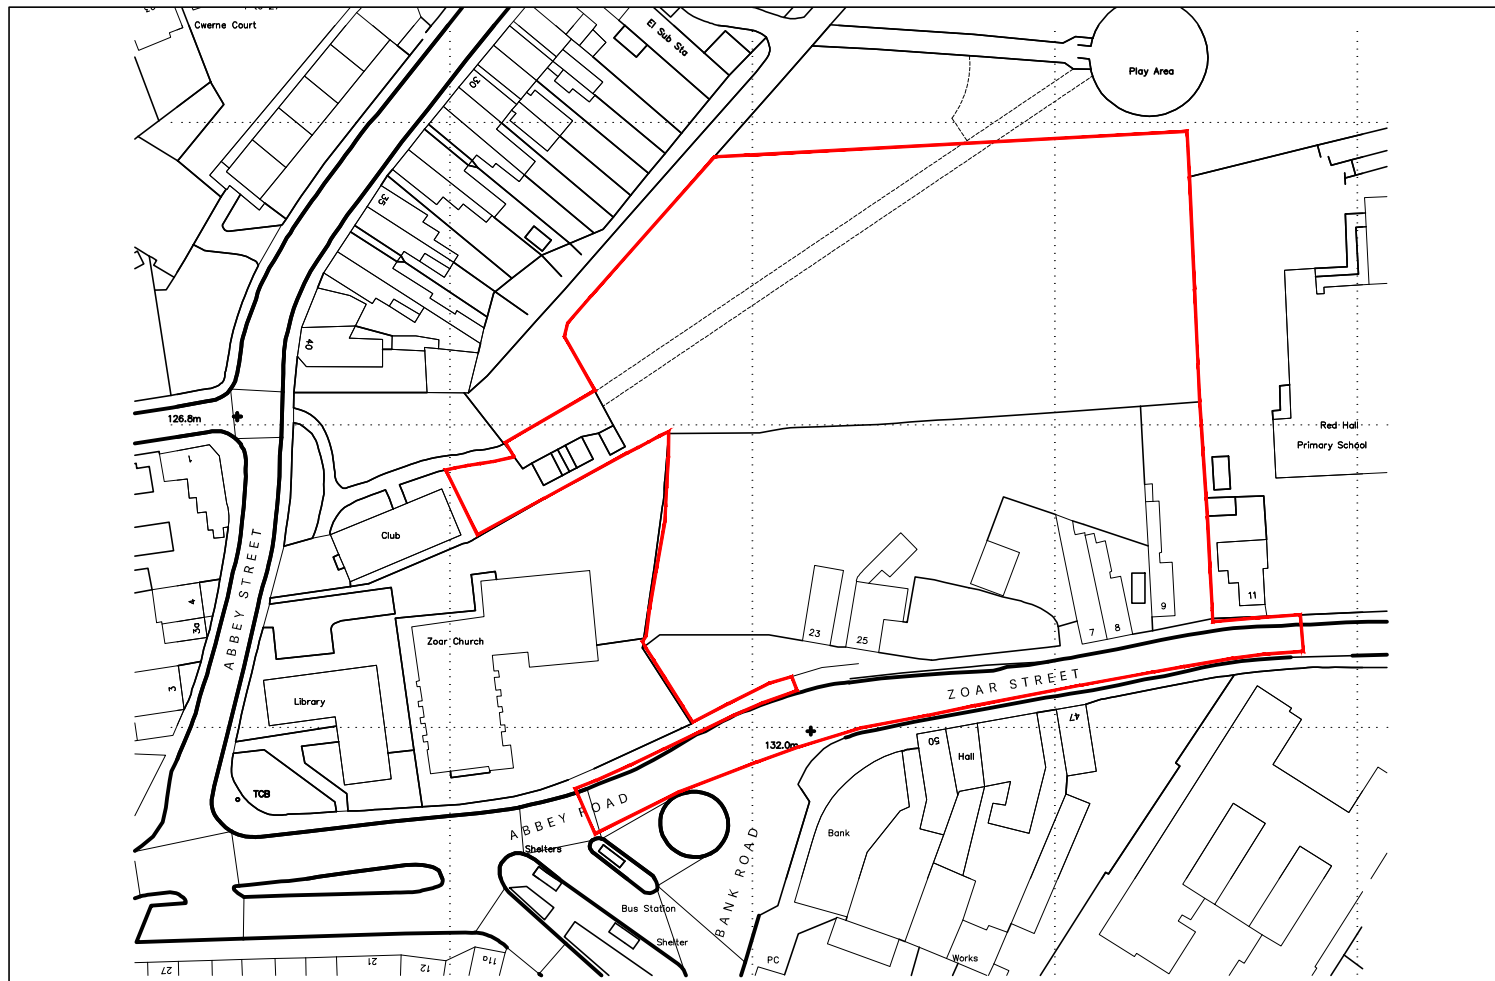 Cwerne Court
El Sub Sta
Play Area
30
35
40
126.8m
1
Red Hall
Primary School
Club
ABBEY STREET
4
3a
3
Zoar Church
Library
TCB
23
25
7
8
9
11
ZOAR STREET
132.0m
47
50
Hall
ABBEY ROAD
Shelters
Bank
BANK ROAD
Bus Station
Shelter
PC
Works
27
21
12
11a